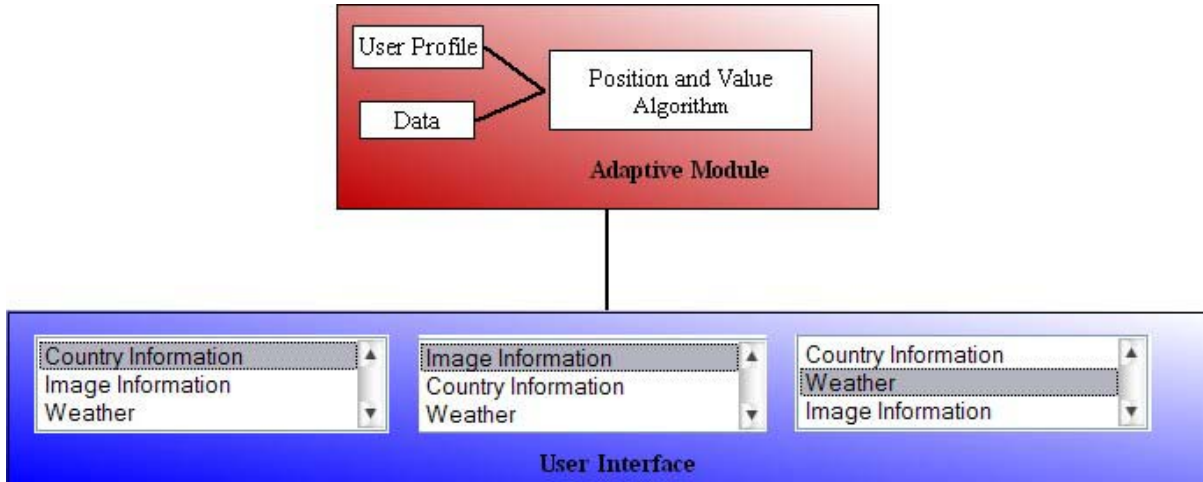 User Profile
Data
Position and Value
Algorithm
Adaptive Module
Country Information
Image Information
Weather
Image Information
Country Information
Weather
Country Information
Weather
Image Information
User Interface